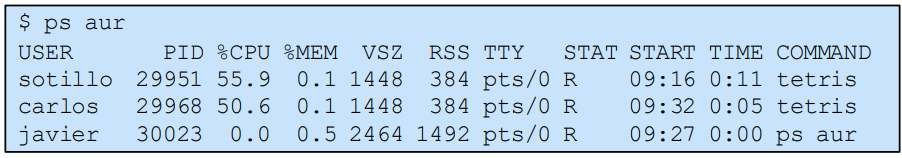 $ ps aur
USER PID %CPU %MEM VSZ RSS TTY STAT START TIME COMMAND
sotillo 29951 55.9 0.1 1448 384 pts/0 R 09:16 0:11 tetris
carlos 29968 50.6 0.1 1448 384 pts/0 R 09:32 0:05 tetris
javier 30023 0.0 0.5 2464 1492 pts/0 R 09:27 0:00 ps aur